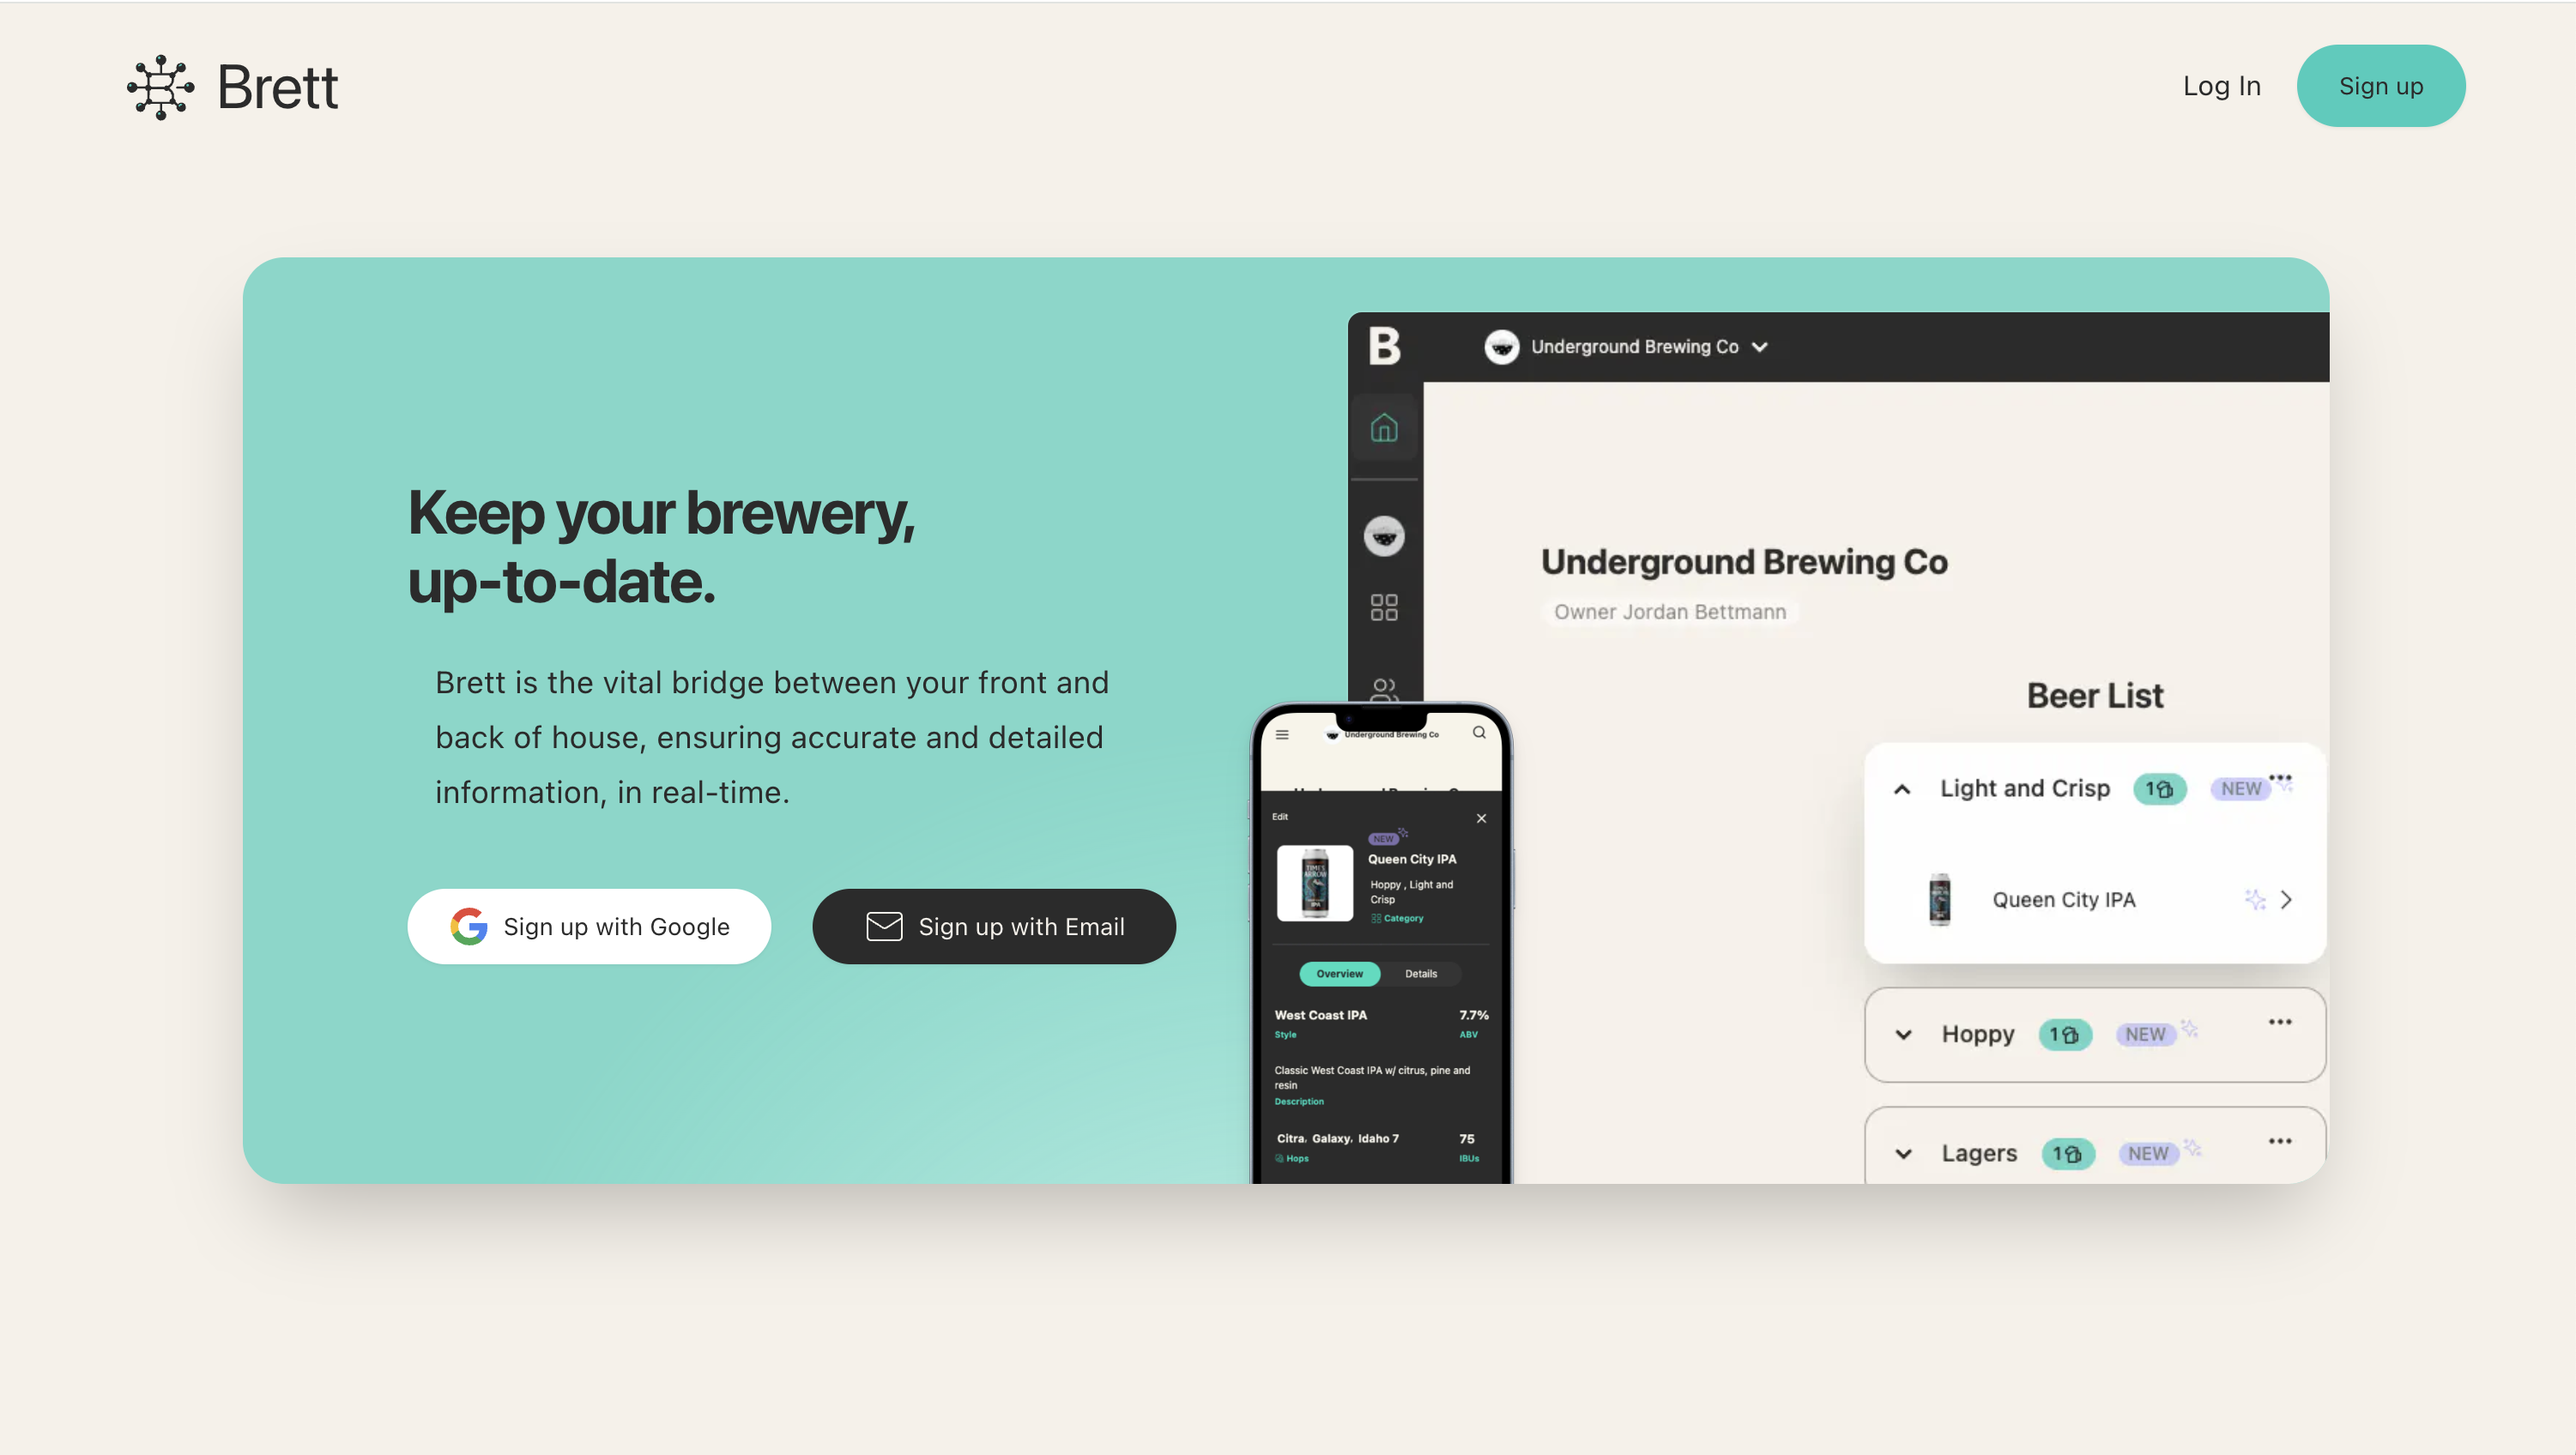 Brett
Log In
Sign up
Keep your brewery,
up-to-date.
Brett is the vital bridge between your front and
back of house, ensuring accurate and detailed
information, in real-time.
Sign up with Google
Sign up with Email
B
Underground Brewing Co
Underground Brewing Co
Owner Jordan Bettmann
Beer List
Light and Crisp 1 NEW
Queen City IPA
Hoppy 1 NEW
Lagers 1 NEW
Underground Brewing Co
Edit
NEW
Queen City IPA
Hoppy , Light and
Crisp
Category
Overview Details
West Coast IPA 7.7%
Style ABV
Classic West Coast IPA w/ citrus, pine and
resin
Description
Citra, Galaxy, Idaho 7 75
Hops IBUs